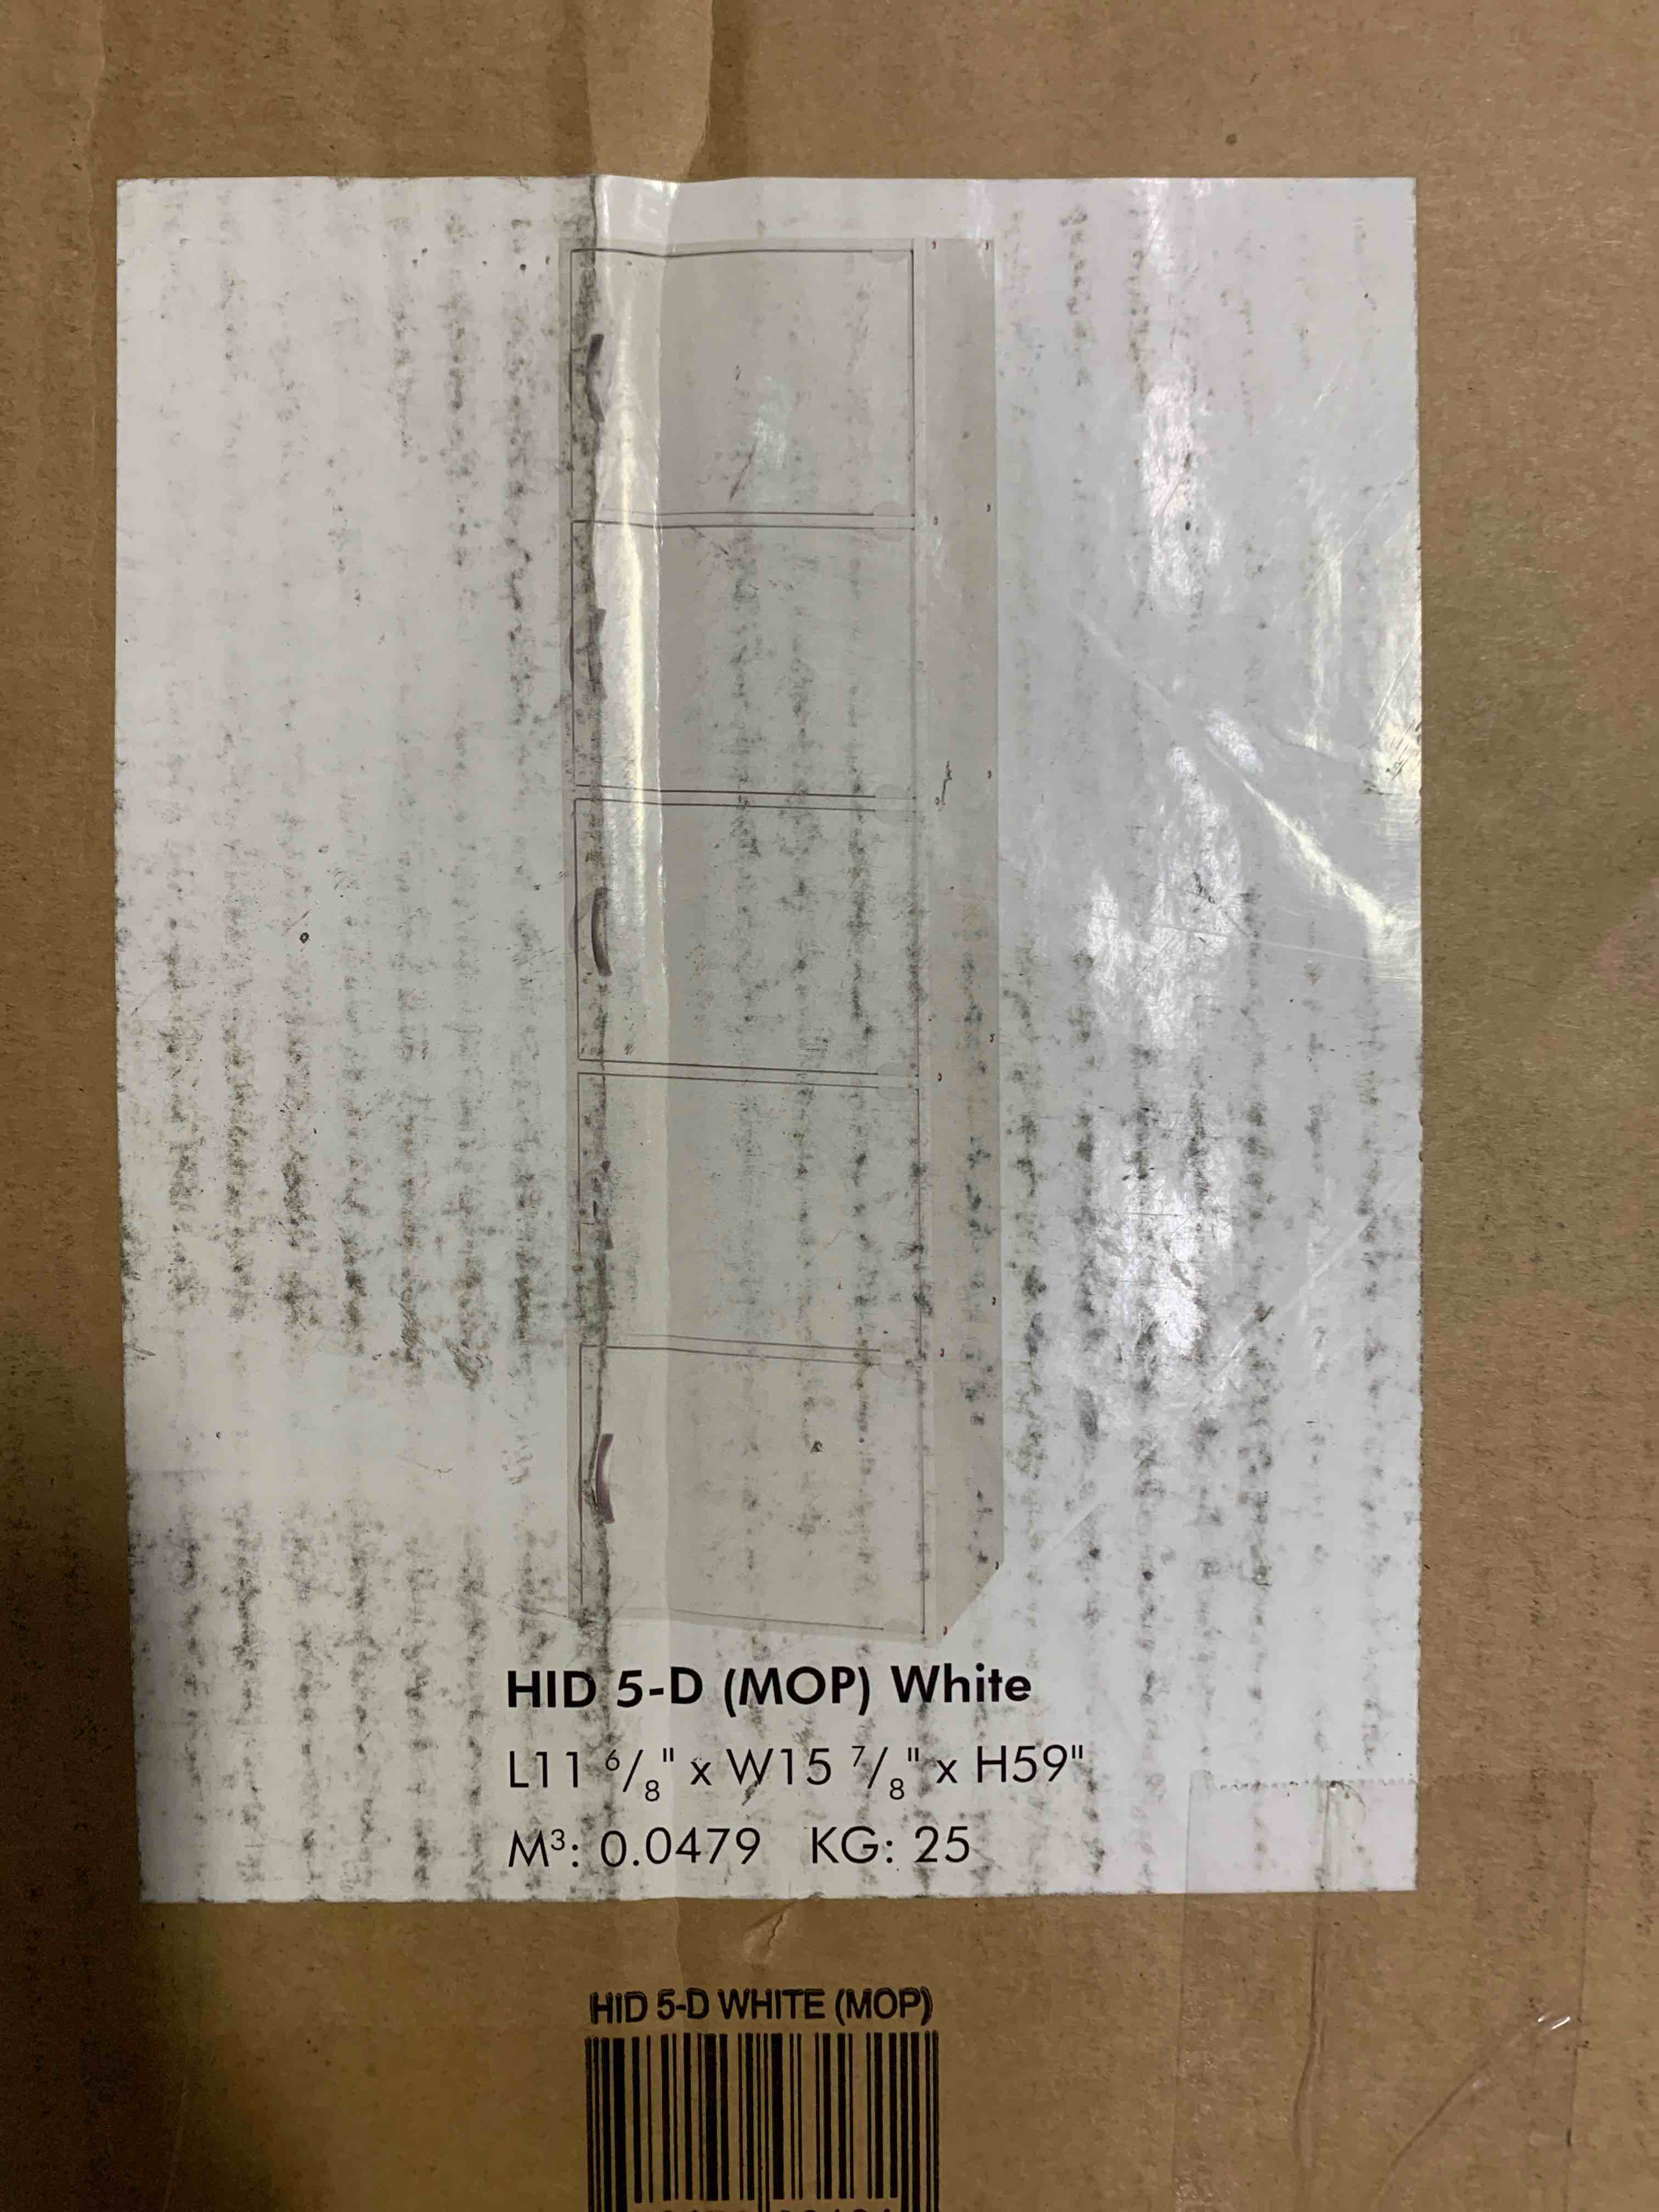 HID 5-D (MOP) White
L11 6/8" x W15 7/8" x H59"
M³: 0.0479 KG: 25
HID 5-D WHITE (MOP)